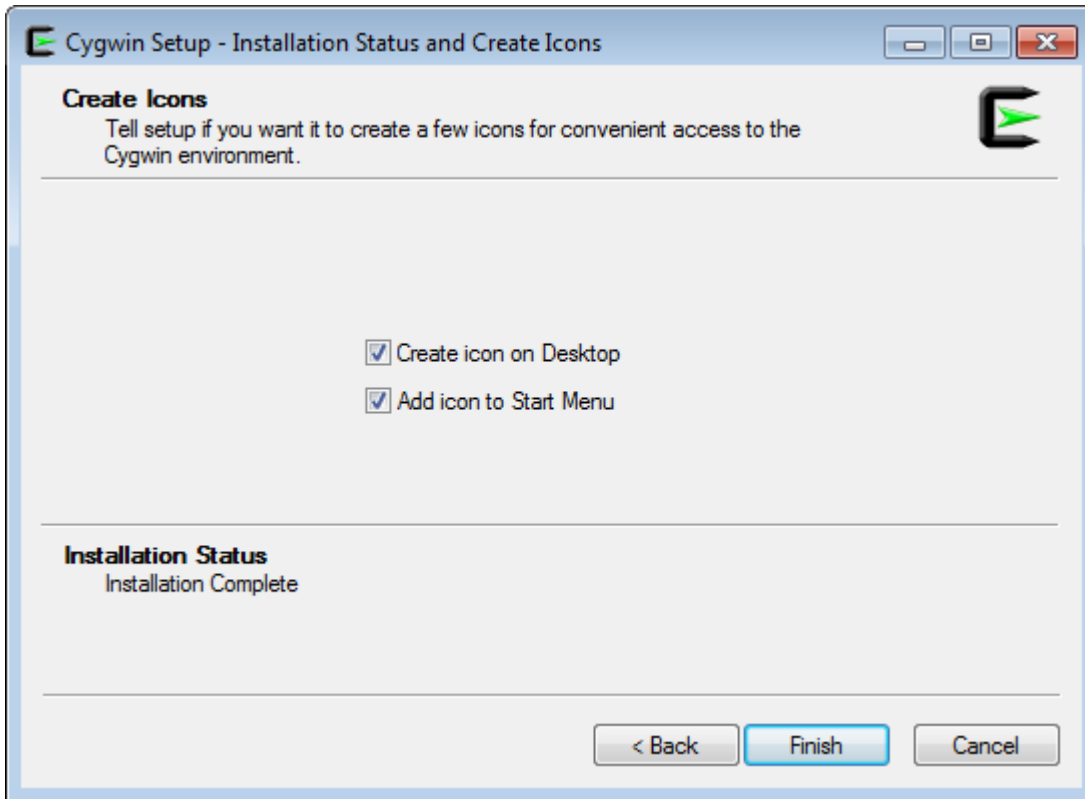 Cygwin Setup - Installation Status and Create Icons
Create Icons
Tell setup if you want it to create a few icons for convenient access to the
Cygwin environment.
Create icon on Desktop
Add icon to Start Menu
Installation Status
Installation Complete
< Back Finish Cancel